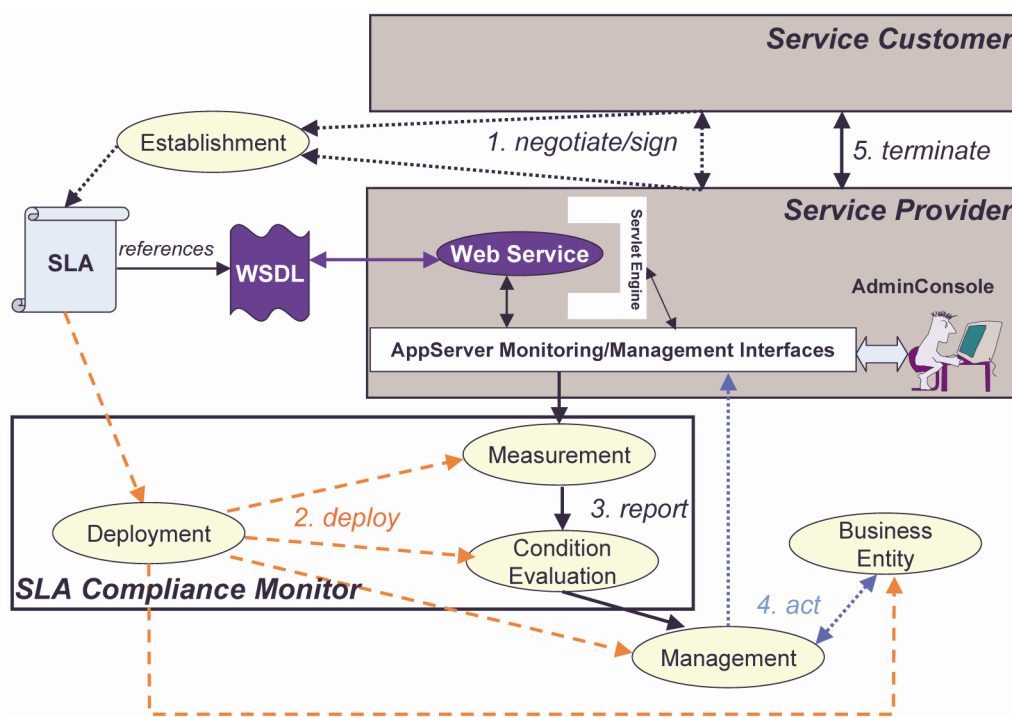 Service Customer
Establishment
1. negotiate/sign
5. terminate
Service Provider
SLA
references
WSDL
Web Service
Servlet Engine
AdminConsole
AppServer Monitoring/Management Interfaces
Measurement
3. report
Deployment
2. deploy
Condition
Evaluation
Business
Entity
SLA Compliance Monitor
4. act
Management